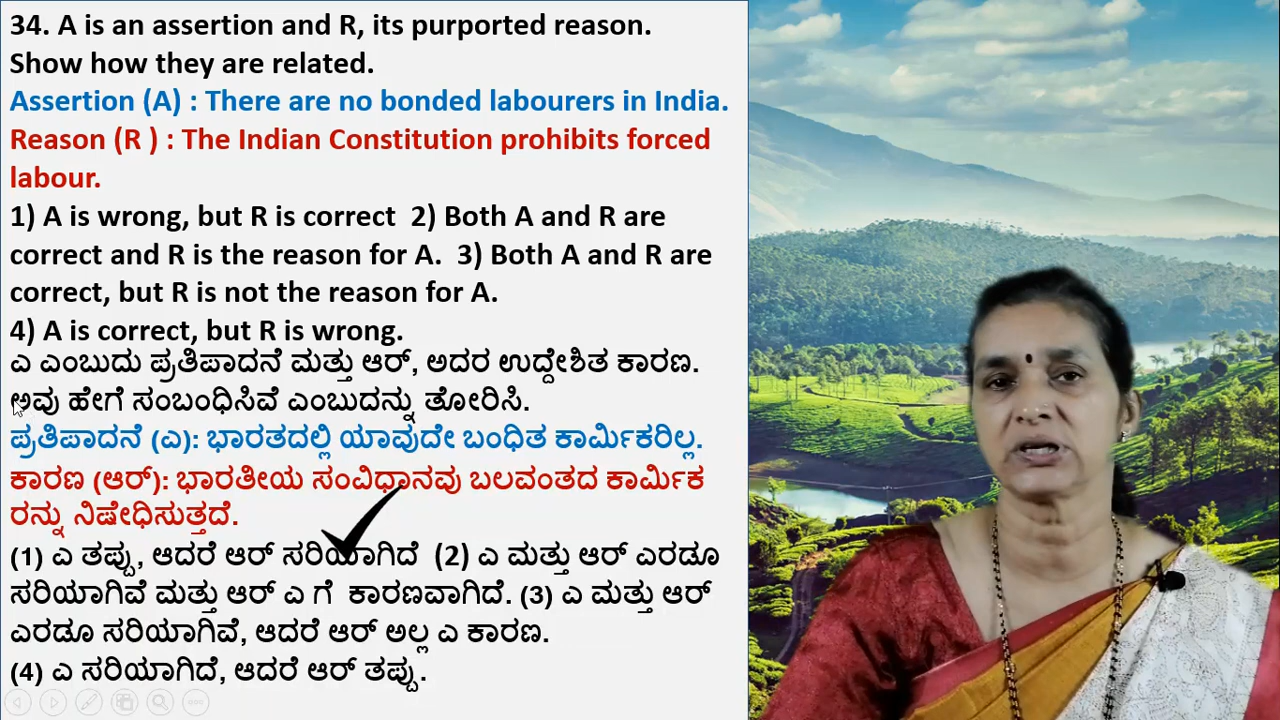 34. A is an assertion and R, its purported reason.
Show how they are related.
Assertion (A) : There are no bonded labourers in India.
Reason (R ) : The Indian Constitution prohibits forced
labour.
1) A is wrong, but R is correct  2) Both A and R are
correct and R is the reason for A.  3) Both A and R are
correct, but R is not the reason for A.
4) A is correct, but R is wrong.
ಎ ಎಂಬುದು ಪ್ರತಿಪಾದನೆ ಮತ್ತು ಆರ್, ಅದರ ಉದ್ದೇಶಿತ ಕಾರಣ.
ಅವು ಹೇಗೆ ಸಂಬಂಧಿಸಿವೆ ಎಂಬುದನ್ನು ತೋರಿಸಿ.
ಪ್ರತಿಪಾದನೆ (ಎ): ಭಾರತದಲ್ಲಿ ಯಾವುದೇ ಬಂಧಿತ ಕಾರ್ಮಿಕರಿಲ್ಲ.
ಕಾರಣ (ಆರ್): ಭಾರತೀಯ ಸಂವಿಧಾನವು ಬಲವಂತದ ಕಾರ್ಮಿಕ
ರನ್ನು ನಿಷೇಧಿಸುತ್ತದೆ.
(1) ಎ ತಪ್ಪು, ಆದರೆ ಆರ್ ಸರಿಯಾಗಿದೆ  (2) ಎ ಮತ್ತು ಆರ್ ಎರಡೂ
ಸರಿಯಾಗಿವೆ ಮತ್ತು ಆರ್ ಎ ಗೆ  ಕಾರಣವಾಗಿದೆ. (3) ಎ ಮತ್ತು ಆರ್
ಎರಡೂ ಸರಿಯಾಗಿವೆ, ಆದರೆ ಆರ್ ಅಲ್ಲ ಎ ಕಾರಣ.
(4) ಎ ಸರಿಯಾಗಿದೆ, ಆದರೆ ಆರ್ ತಪ್ಪು.